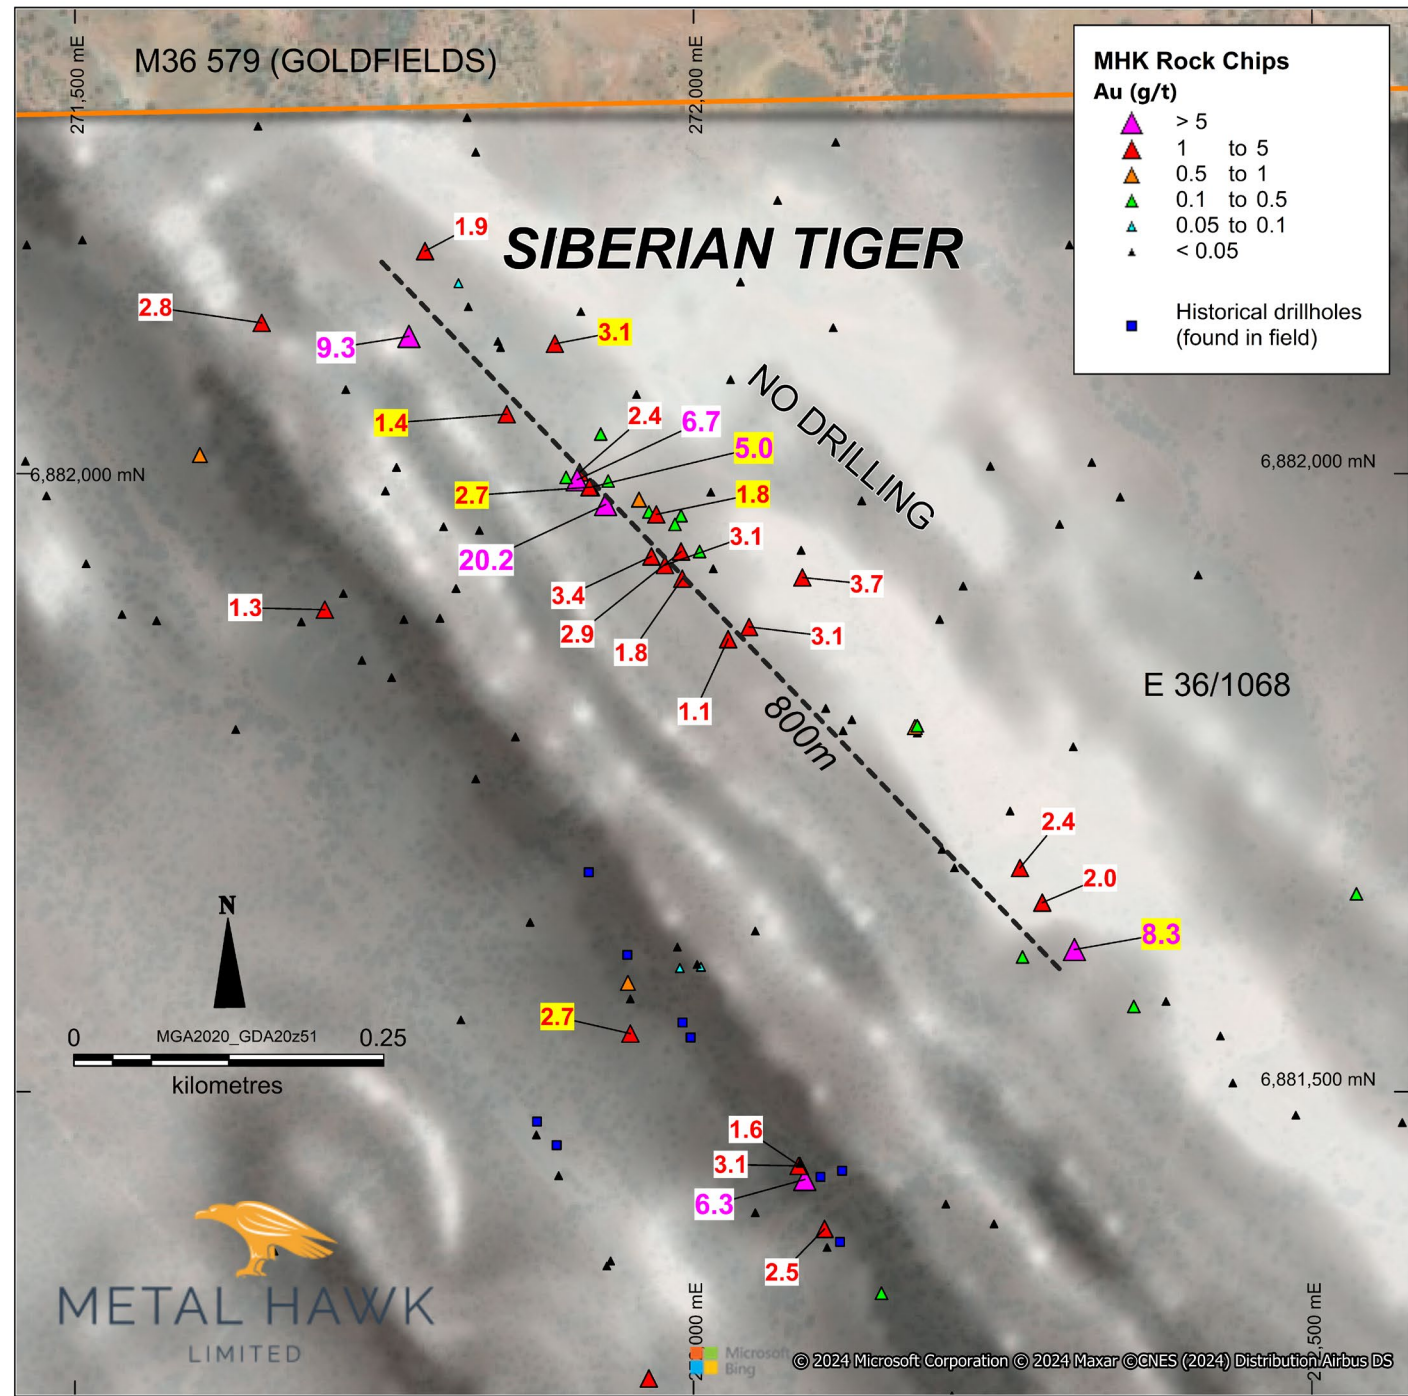 M36 579 (GOLDFIELDS)
271,500 mE
272,000 mE
MHK Rock Chips
Au (g/t)
> 5
1 to 5
0.5 to 1
0.1 to 0.5
0.05 to 0.1
< 0.05
Historical drillholes
(found in field)
1.9
SIBERIAN TIGER
2.8
9.3
3.1
NO DRILLING
1.4
2.4
6.7
5.0
6,882,000 mN
6,882,000 mN
2.7
1.8
20.2
3.1
3.4
3.7
1.3
2.9
1.8
3.1
E 36/1068
1.1
800m
2.4
2.0
N
8.3
2.7
0
MGA2020_GDA20z51
0.25
kilometres
6,881,500 mN
1.6
3.1
6.3
2.5
METAL HAWK
LIMITED
Microsoft
Bing
© 2024 Microsoft Corporation © 2024 Maxar ©CNES (2024) Distribution Airbus DS